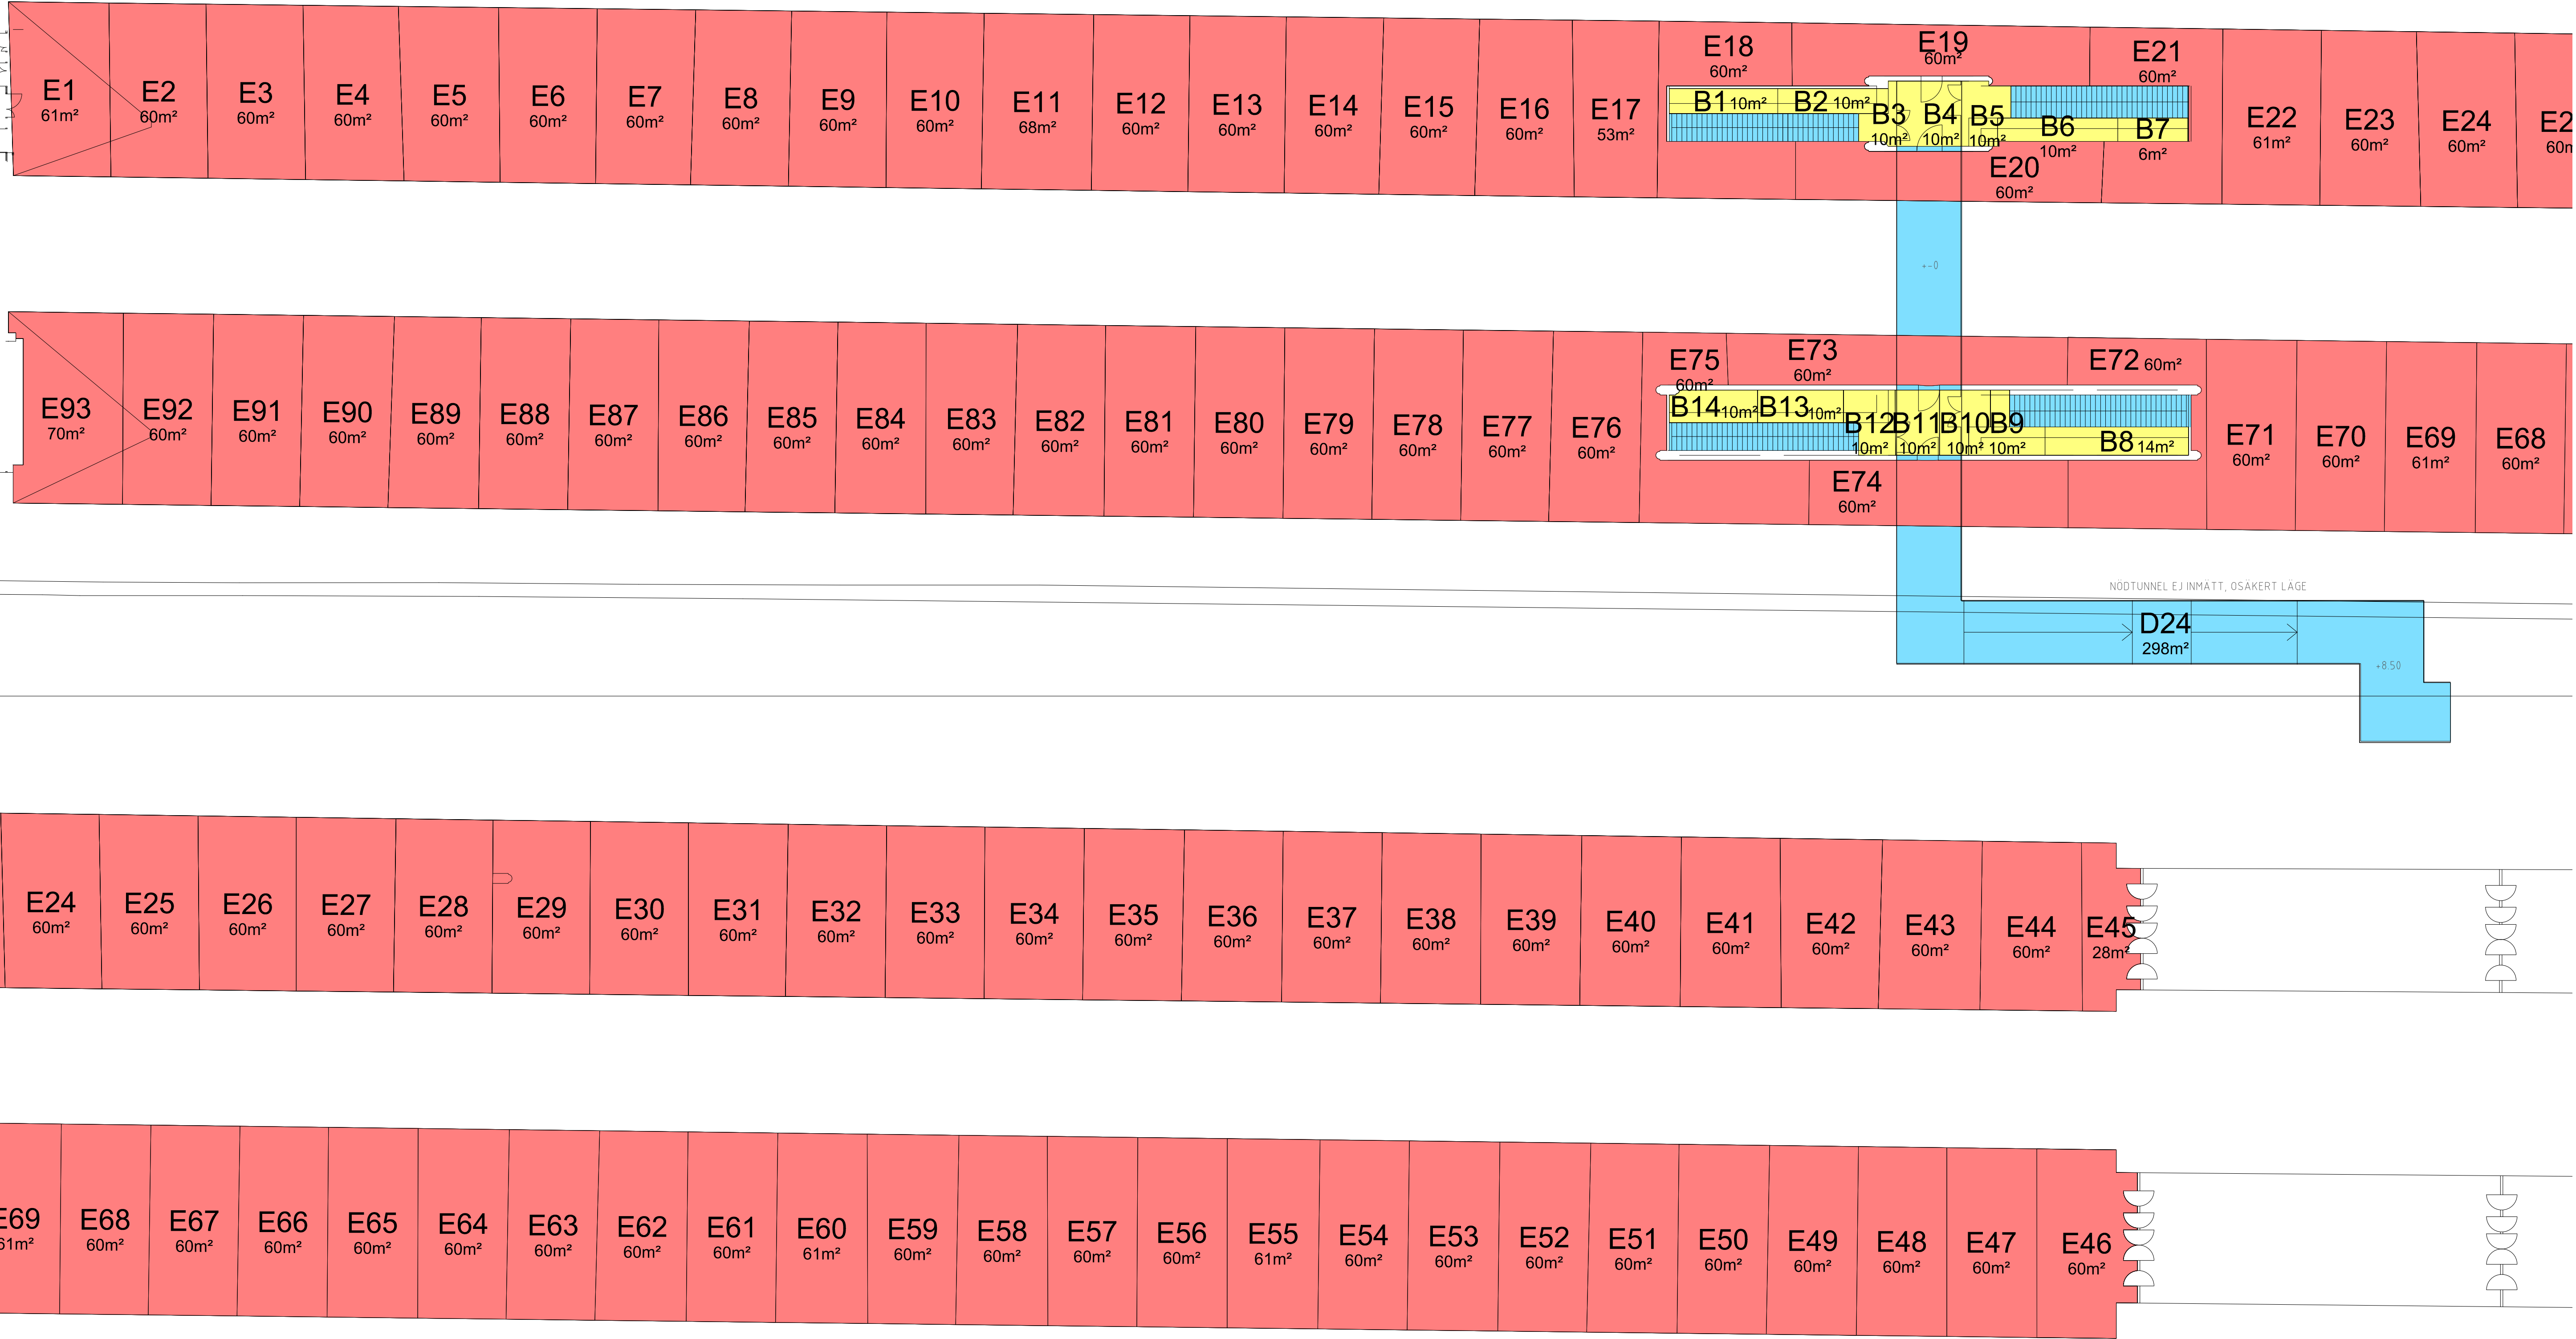 E1
61m²
E2
60m²
E3
60m²
E4
60m²
E5
60m²
E6
60m²
E7
60m²
E8
60m²
E9
60m²
E10
60m²
E11
68m²
E12
60m²
E13
60m²
E14
60m²
E15
60m²
E16
60m²
E17
53m²
E18
60m²
E19
60m²
E20
60m²
E21
60m²
B1 10m²
B2 10m²
B3
10m²
B4
10m²
B5
10m²
B6
10m²
B7
6m²
E22
61m²
E23
60m²
E24
60m²
+-0
E93
70m²
E92
60m²
E91
60m²
E90
60m²
E89
60m²
E88
60m²
E87
60m²
E86
60m²
E85
60m²
E84
60m²
E83
60m²
E82
60m²
E81
60m²
E80
60m²
E79
60m²
E78
60m²
E77
60m²
E76
60m²
E75
60m²
E73
60m²
E74
60m²
E72 60m²
B14 10m²
B13 10m²
B12
10m²
B11
10m²
B10
10m²
B9
10m²
B8 14m²
E71
60m²
E70
60m²
E69
61m²
E68
60m²
NÖDTUNNEL EJ INMÄTT, OSÄKERT LÄGE
D24
298m²
+8.50
E24
60m²
E25
60m²
E26
60m²
E27
60m²
E28
60m²
E29
60m²
E30
60m²
E31
60m²
E32
60m²
E33
60m²
E34
60m²
E35
60m²
E36
60m²
E37
60m²
E38
60m²
E39
60m²
E40
60m²
E41
60m²
E42
60m²
E43
60m²
E44
60m²
E45
28m²
E69
61m²
E68
60m²
E67
60m²
E66
60m²
E65
60m²
E64
60m²
E63
60m²
E62
60m²
E61
60m²
E60
61m²
E59
60m²
E58
60m²
E57
60m²
E56
60m²
E55
61m²
E54
60m²
E53
60m²
E52
60m²
E51
60m²
E50
60m²
E49
60m²
E48
60m²
E47
60m²
E46
60m²